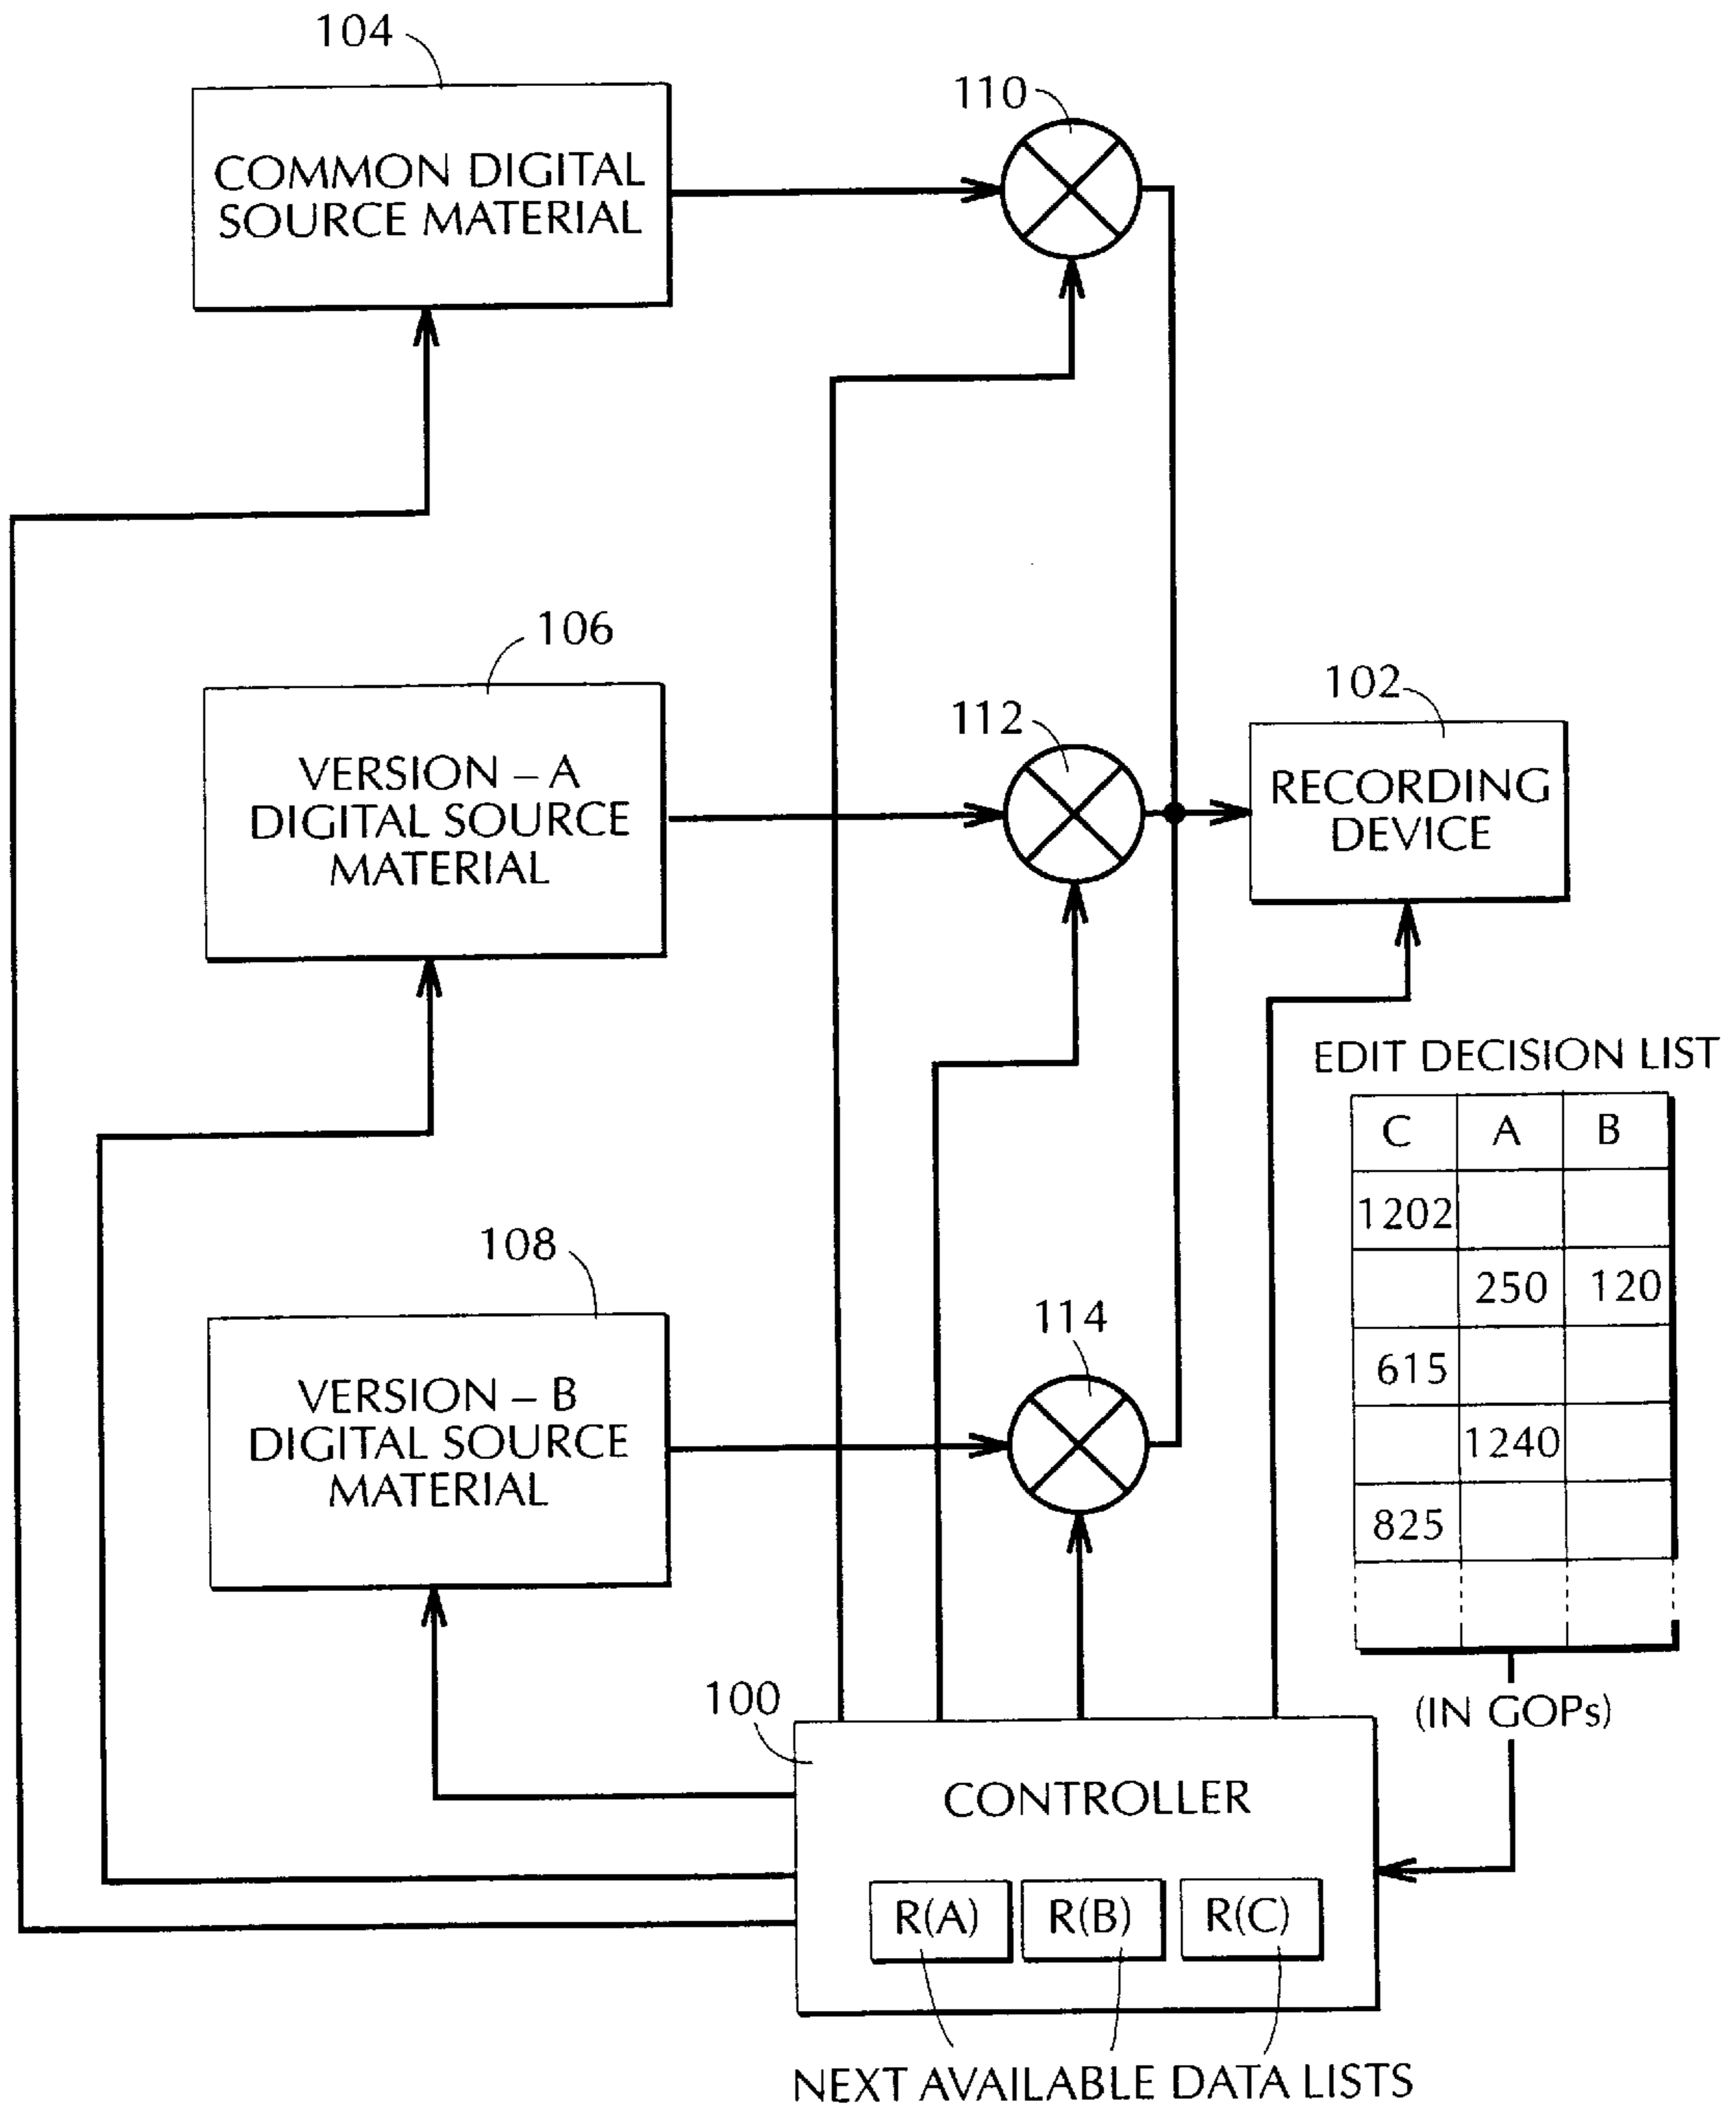 104
COMMON DIGITAL
SOURCE MATERIAL
110
106
VERSION – A
DIGITAL SOURCE
MATERIAL
112
102
RECORDING
DEVICE
108
VERSION – B
DIGITAL SOURCE
MATERIAL
114
EDIT DECISION LIST
C A B
1202
250 120
615
1240
825
(IN GOPs)
100
CONTROLLER
R(A) R(B) R(C)
NEXT AVAILABLE DATA LISTS